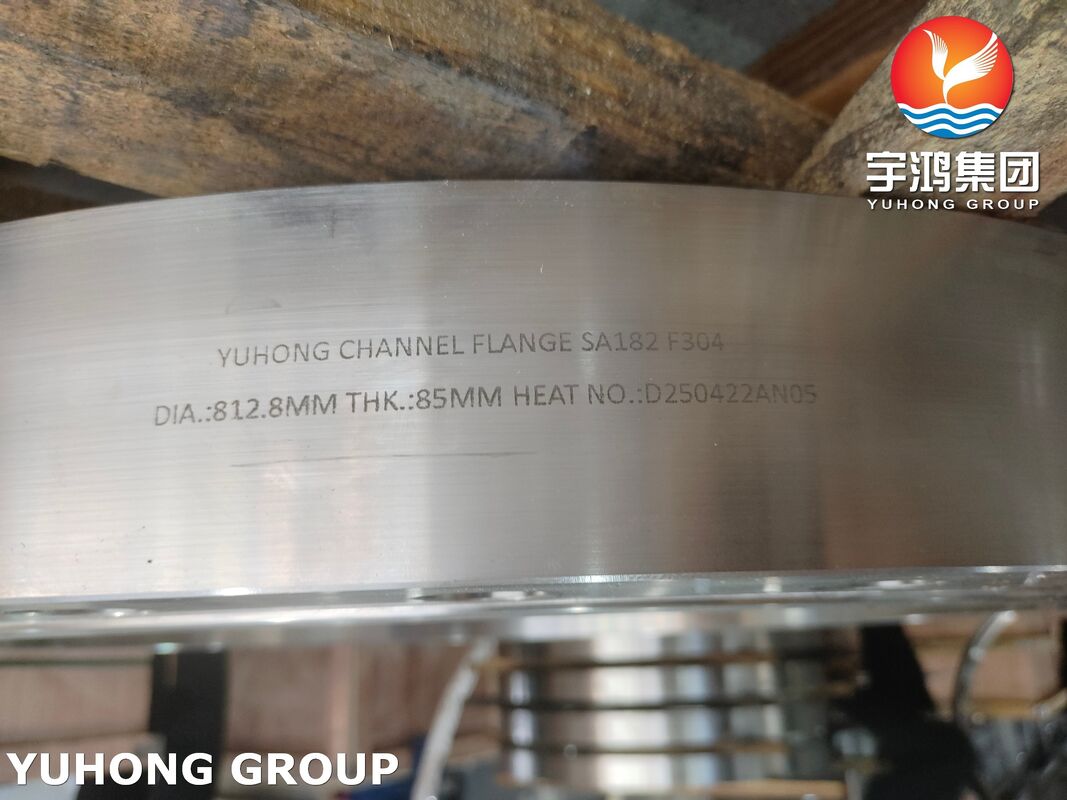 宇鸿集团
YUHONG GROUP
YUHONG CHANNEL FLANGE SA182 F304
DIA.:812.8MM THK.:85MM HEAT NO.:D250422AN05
YUHONG GROUP